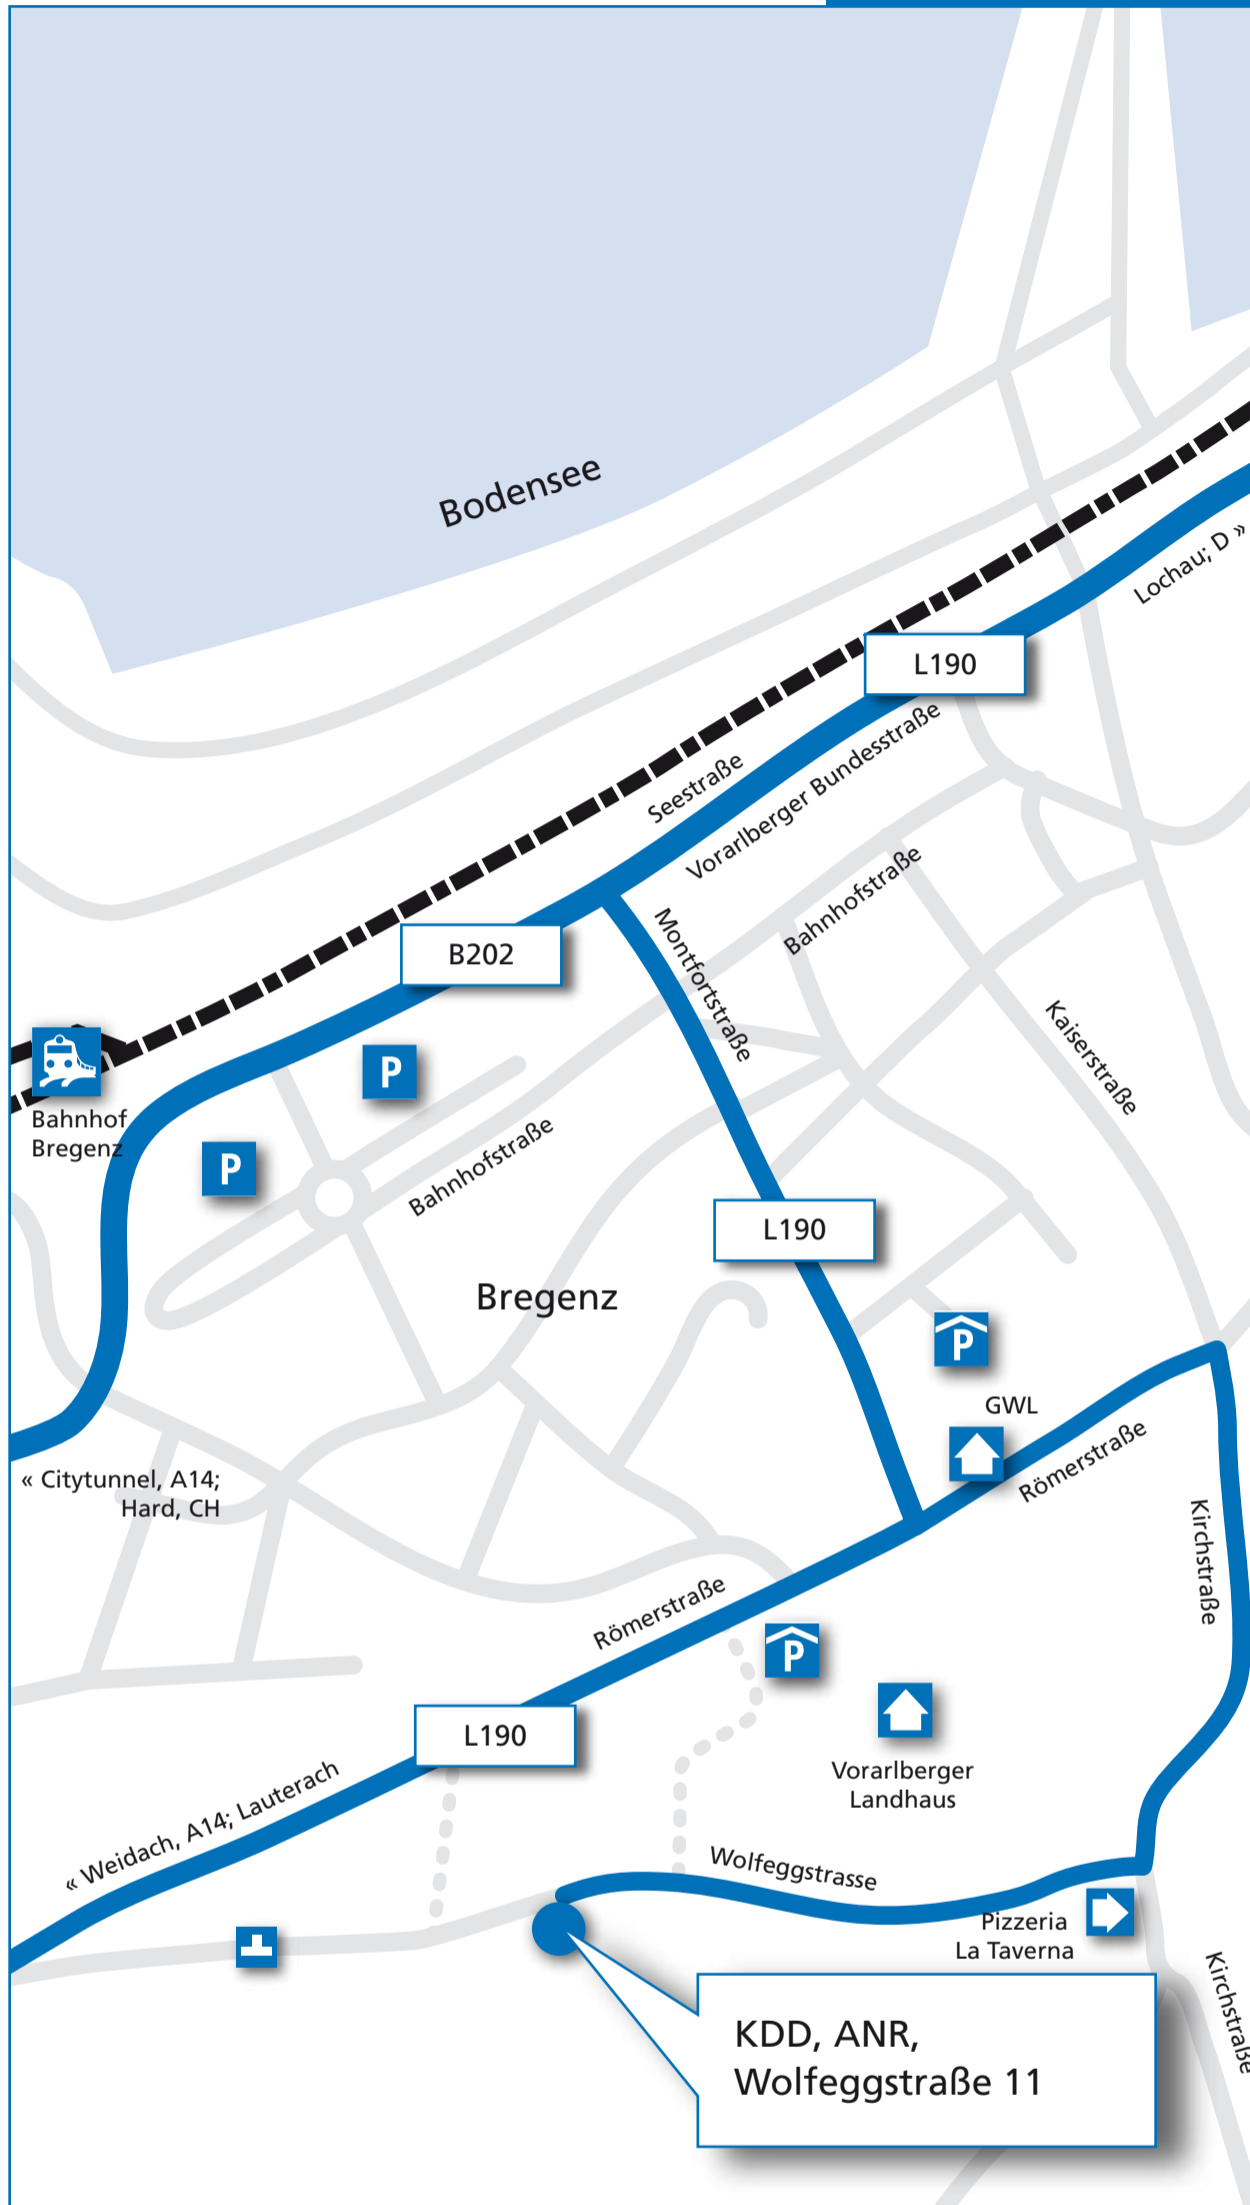 Bodensee
Lochau; D »
L190
Seestraße
Vorarlberger Bundesstraße
Bahnhofstraße
Montfortstraße
B202
Kaiserstraße
P
Bahnhof
Bregenz
P
Bahnhofstraße
L190
Bregenz
P
GWL
Römerstraße
« Citytunnel, A14;
Hard, CH
Kirchstraße
Römerstraße
P
L190
Vorarlberger
Landhaus
« Weidach, A14; Lauterach
Wolfeggstrasse
Pizzeria
La Taverna
Kirchstraße
KDD, ANR,
Wolfeggstraße 11